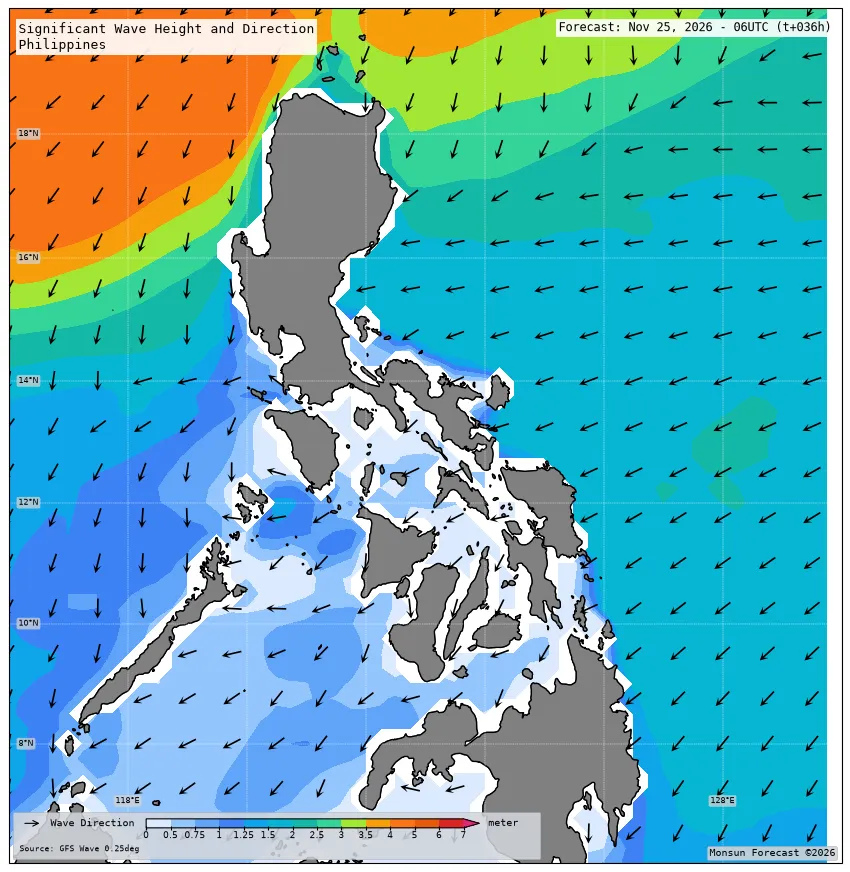 Significant Wave Height and Direction
Philippines
Forecast: Nov 25, 2026 - 06UTC (t+036h)
18°N
16°N
14°N
12°N
10°N
8°N
118°E
128°E
Wave Direction
0 0.5 0.75 1 1.25 1.5 2 2.5 3 3.5 4 5 6 7
meter
Source: GFS Wave 0.25deg
Monsun Forecast ©2026